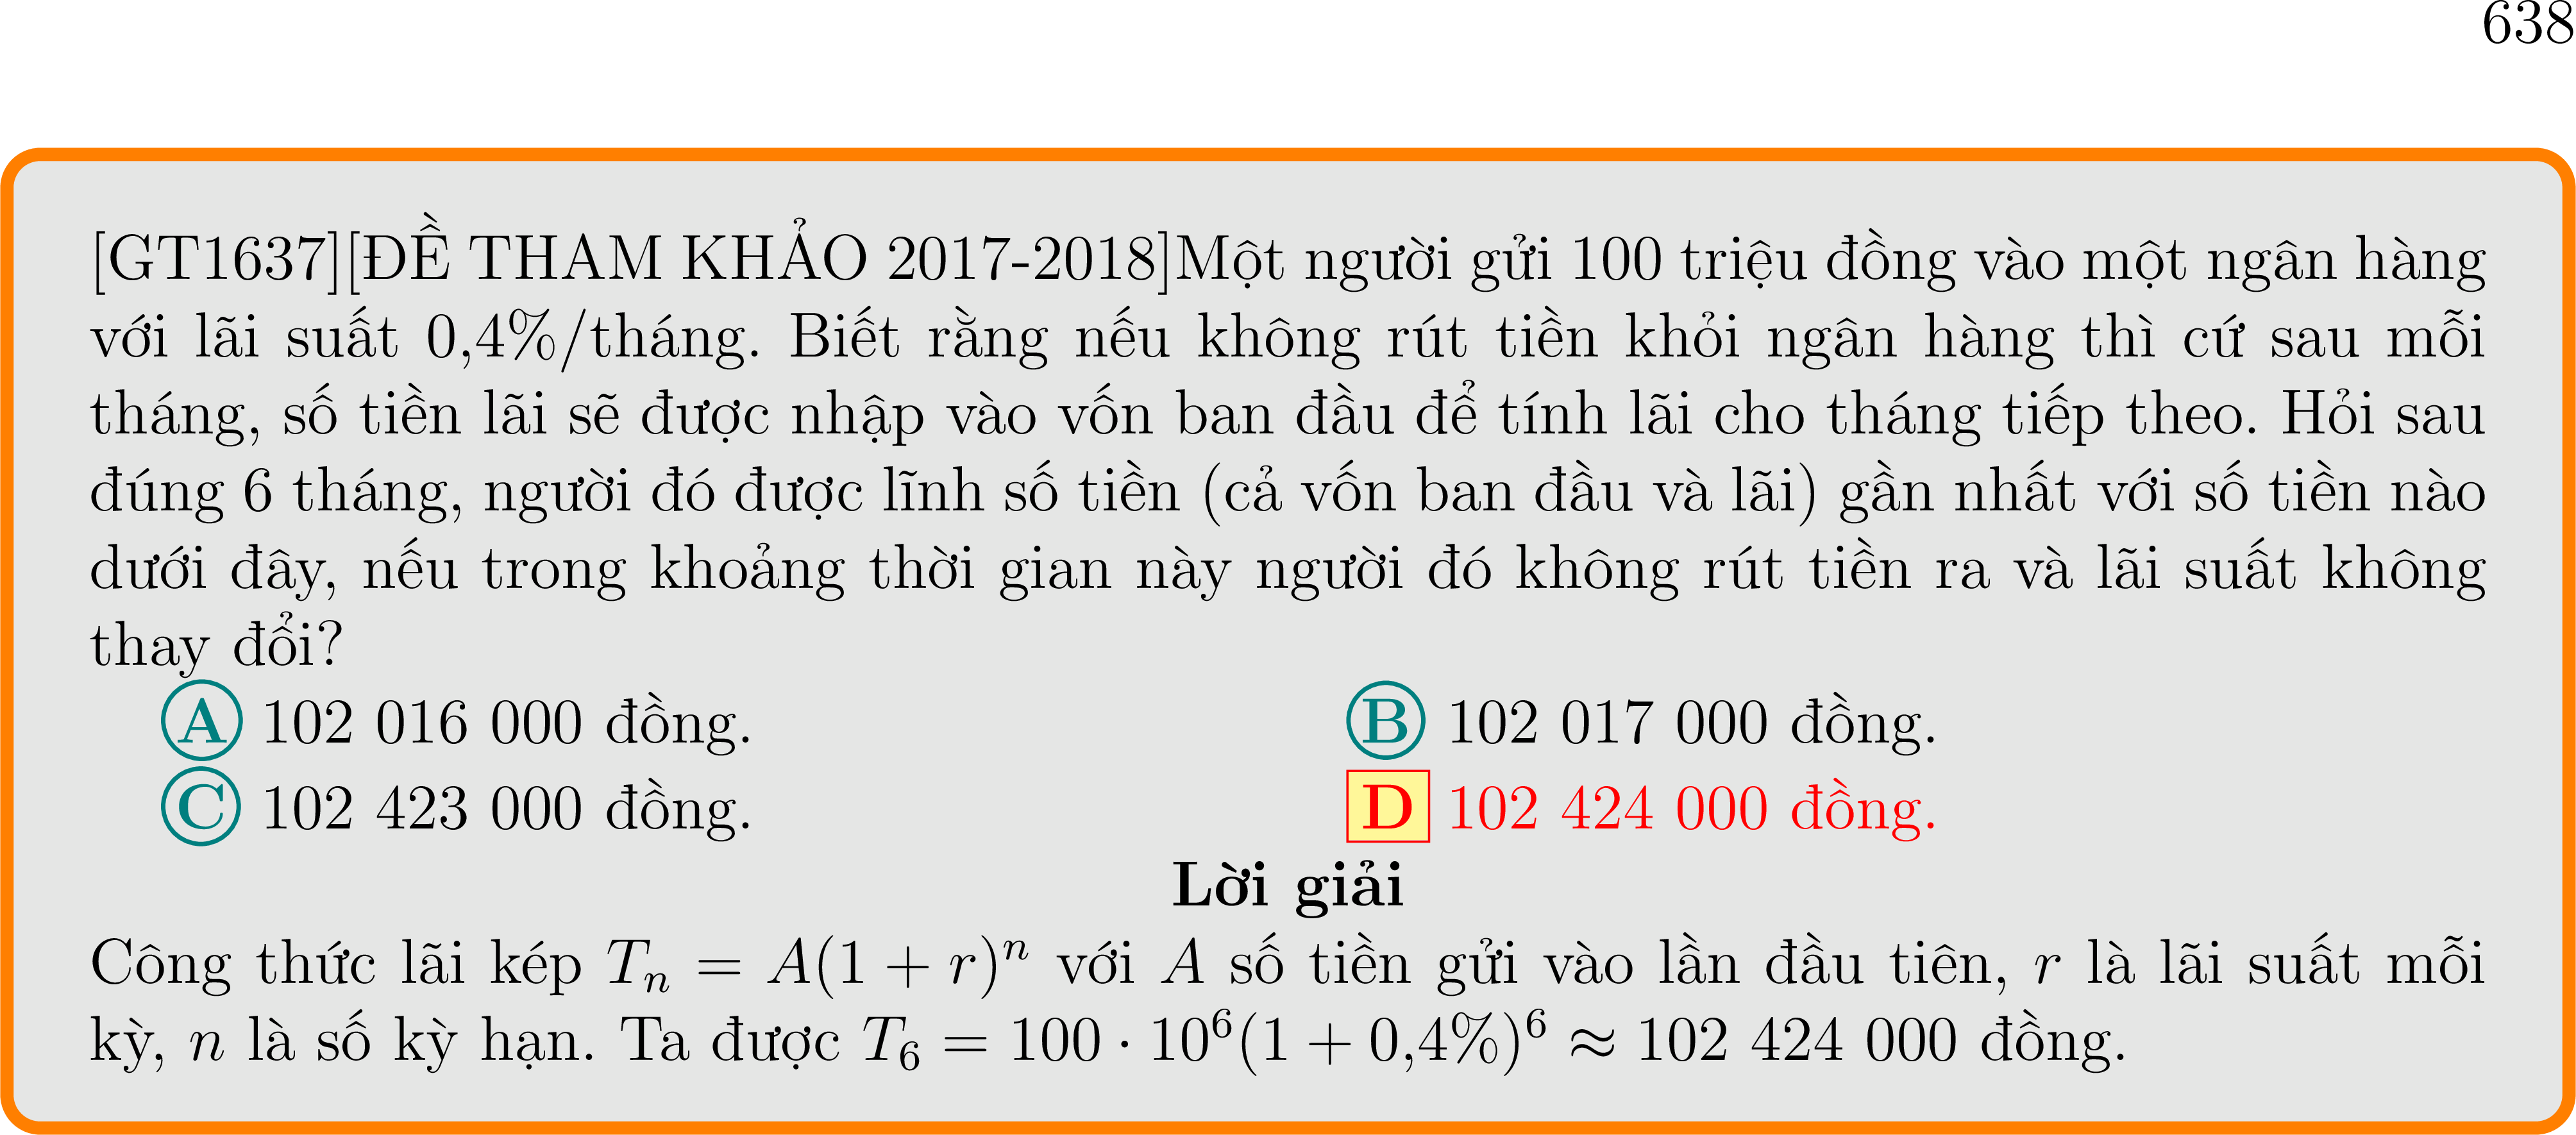 638
[GT1637][ĐỀ THAM KHẢO 2017-2018]Một người gửi 100 triệu đồng vào một ngân hàng
với lãi suất 0,4%/tháng. Biết rằng nếu không rút tiền khỏi ngân hàng thì cứ sau mỗi
tháng, số tiền lãi sẽ được nhập vào vốn ban đầu để tính lãi cho tháng tiếp theo. Hỏi sau
đúng 6 tháng, người đó được lĩnh số tiền (cả vốn ban đầu và lãi) gần nhất với số tiền nào
dưới đây, nếu trong khoảng thời gian này người đó không rút tiền ra và lãi suất không
thay đổi?
A 102 016 000 đồng. B 102 017 000 đồng.
C 102 423 000 đồng. D 102 424 000 đồng.
Lời giải
Công thức lãi kép $T_n = A(1 + r)^n$ với $A$ số tiền gửi vào lần đầu tiên, $r$ là lãi suất mỗi
kỳ, $n$ là số kỳ hạn. Ta được $T_6 = 100 \cdot 10^6(1 + 0{,}4\%)^6 \approx 102\ 424\ 000$ đồng.